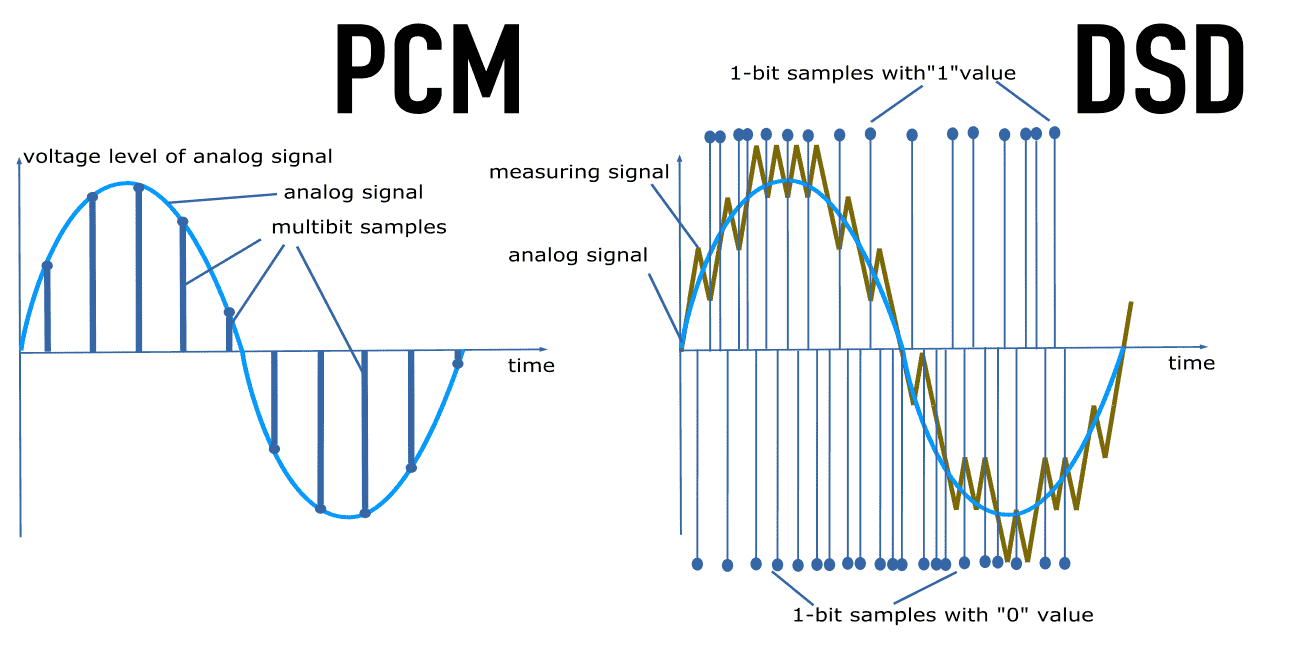 PCM
voltage level of analog signal
analog signal
multibit samples
time
DSD
1-bit samples with"1"value
measuring signal
analog signal
time
1-bit samples with "0" value